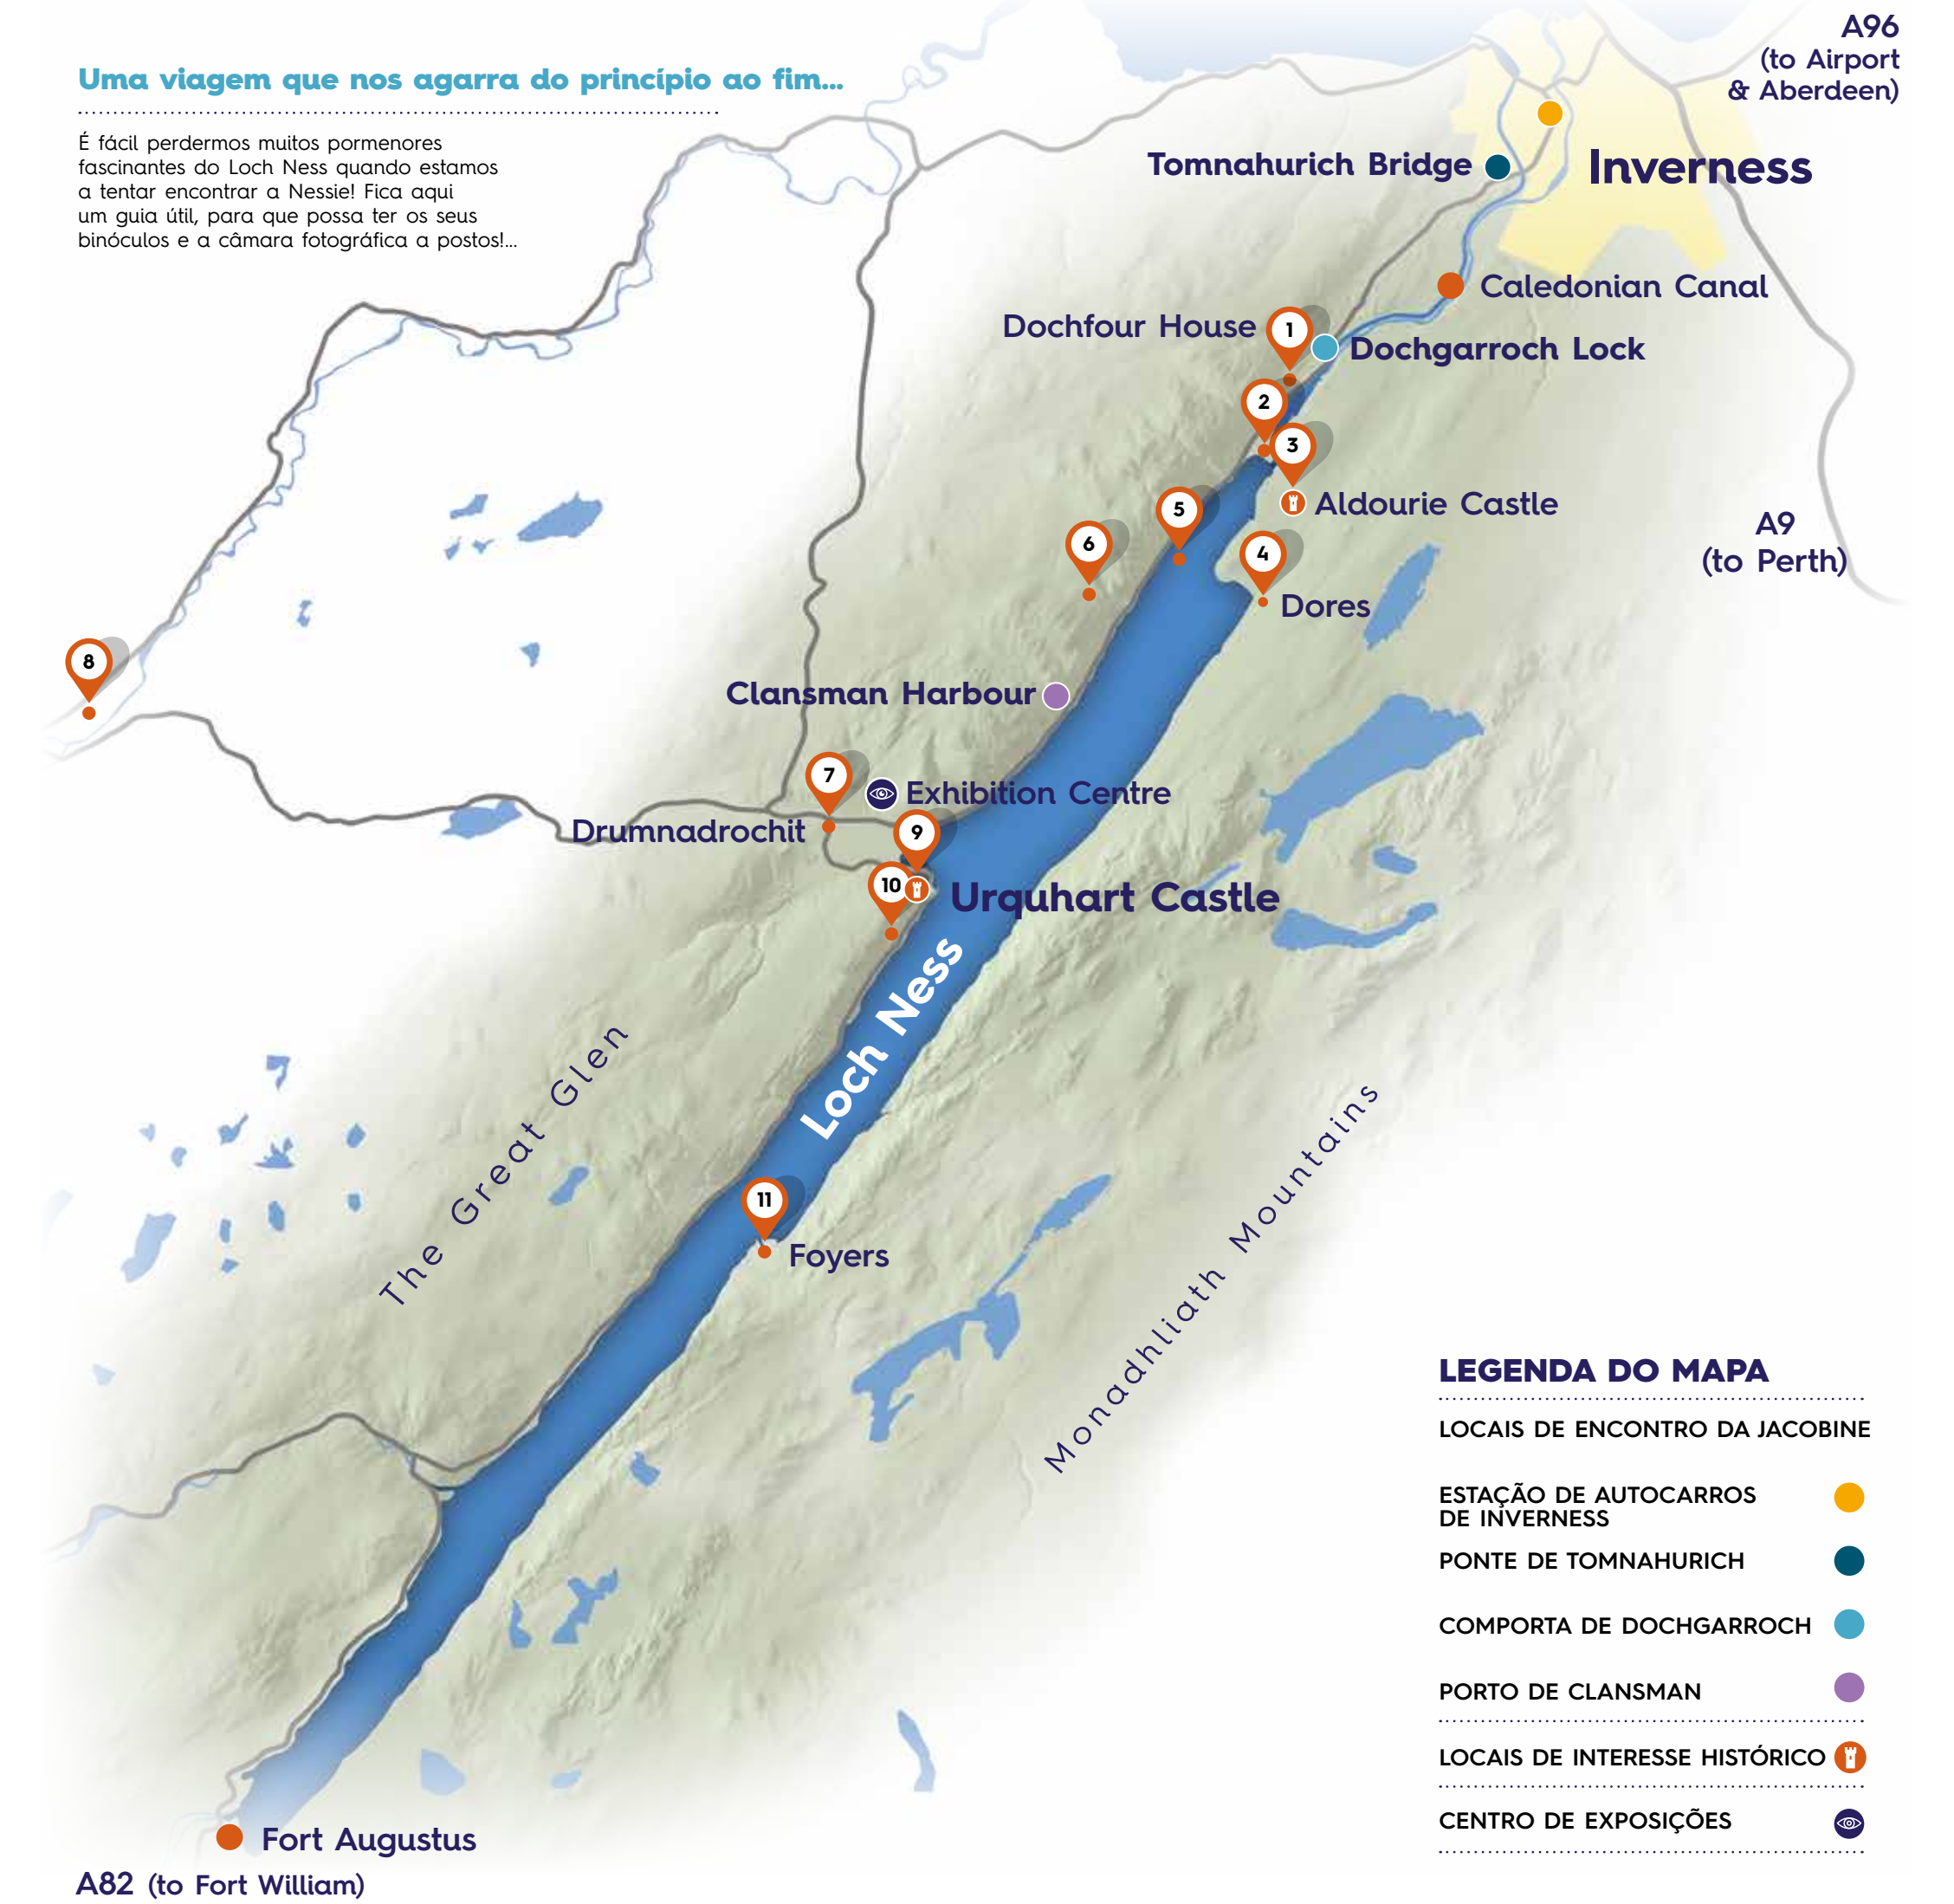 Uma viagem que nos agarra do princípio ao fim...
É fácil perdermos muitos pormenores
fascinantes do Loch Ness quando estamos
a tentar encontrar a Nessie! Fica aqui
um guia útil, para que possa ter os seus
binóculos e a câmara fotográfica a postos!...
A96
(to Airport
& Aberdeen)
Tomnahurich Bridge
Inverness
Caledonian Canal
Dochfour House
1
Dochgarroch Lock
2
3
Aldourie Castle
5
6
4
Dores
A9
(to Perth)
8
Clansman Harbour
7
Exhibition Centre
Drumnadrochit
9
10
Urquhart Castle
Loch Ness
The Great Glen
Monadhliath Mountains
11
Foyers
LEGENDA DO MAPA
LOCAIS DE ENCONTRO DA JACOBINE
ESTAÇÃO DE AUTOCARROS
DE INVERNESS
PONTE DE TOMNAHURICH
COMPORTA DE DOCHGARROCH
PORTO DE CLANSMAN
LOCAIS DE INTERESSE HISTÓRICO
CENTRO DE EXPOSIÇÕES
Fort Augustus
A82 (to Fort William)